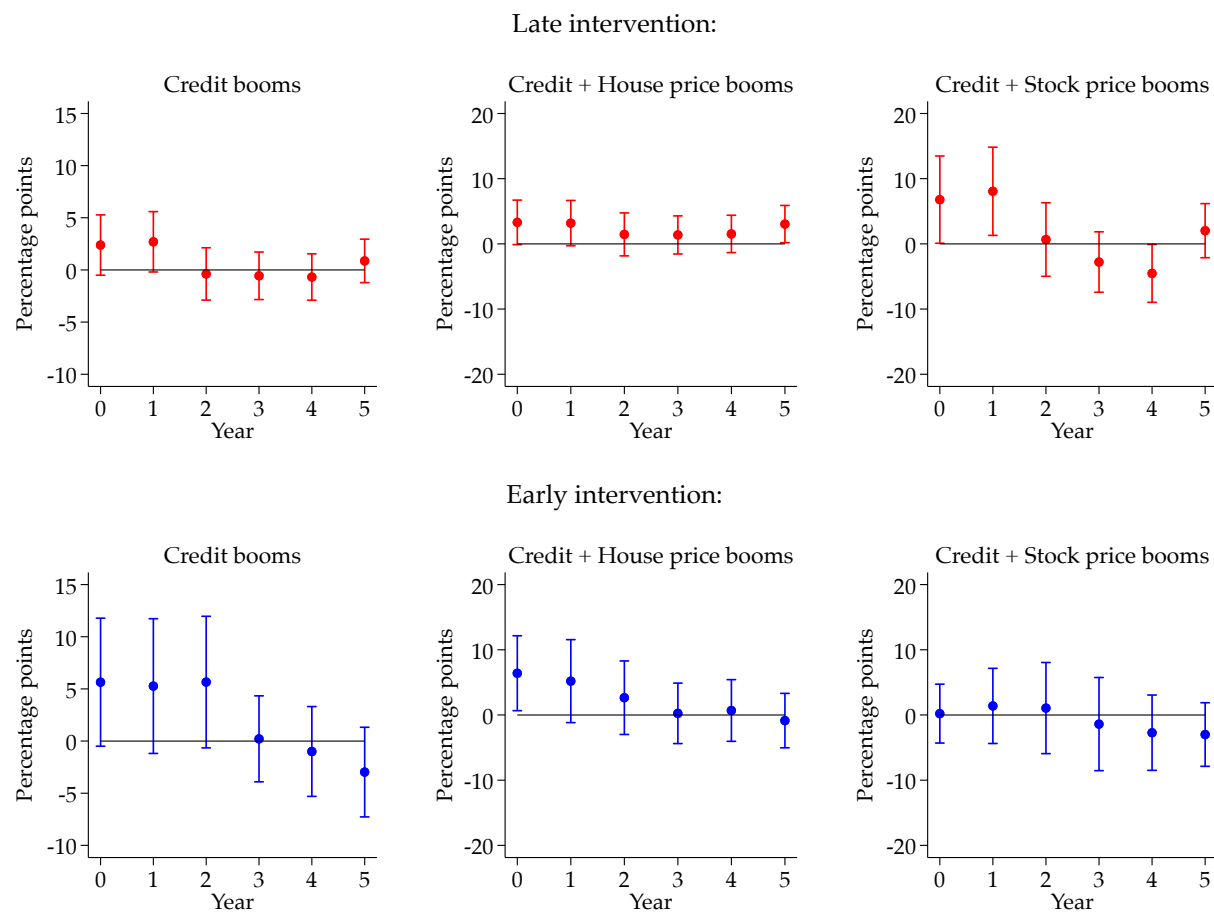 Late intervention:
Credit booms
Credit + House price booms
Credit + Stock price booms
Percentage points
15
10
5
0
-5
-10
0 1 2 3 4 5
Year
Percentage points
20
10
0
-10
-20
0 1 2 3 4 5
Year
Percentage points
20
10
0
-10
-20
0 1 2 3 4 5
Year
Early intervention:
Credit booms
Credit + House price booms
Credit + Stock price booms
Percentage points
15
10
5
0
-5
-10
0 1 2 3 4 5
Year
Percentage points
20
10
0
-10
-20
0 1 2 3 4 5
Year
Percentage points
20
10
0
-10
-20
0 1 2 3 4 5
Year